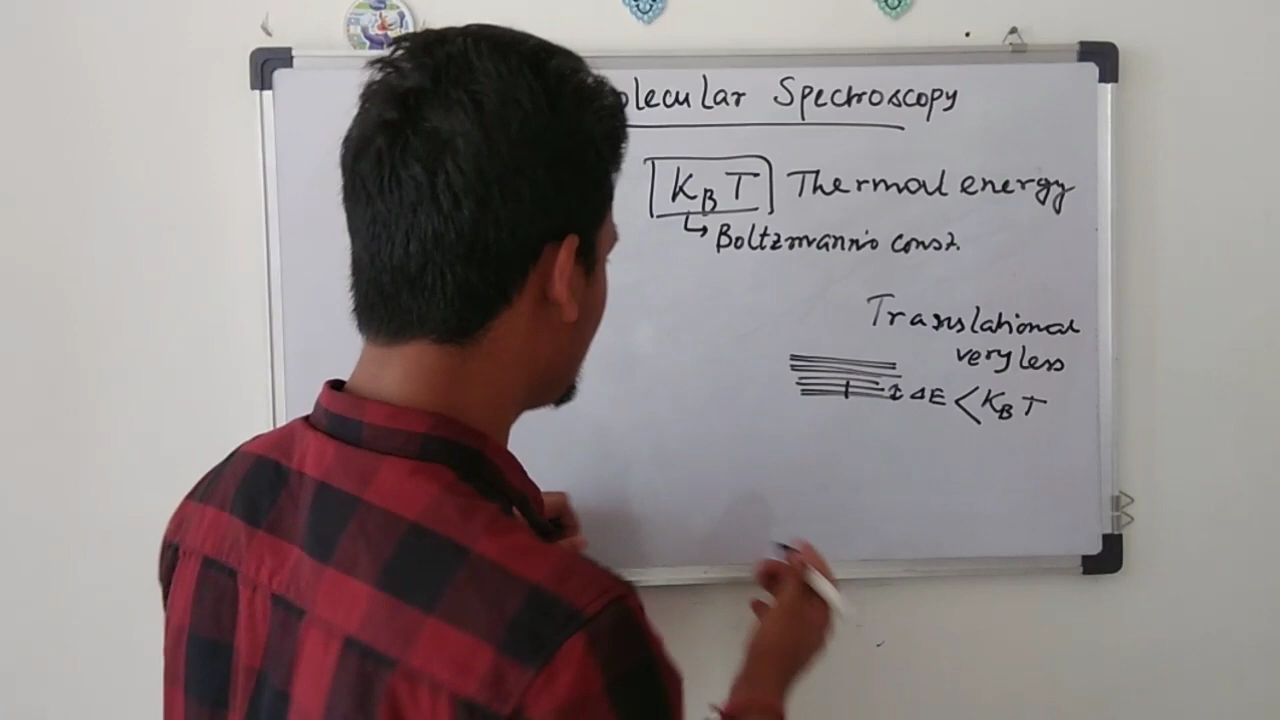 olecular Spectroscopy
KBT Thermal energy
↳ Boltzmann's const.
Translational
very less
ΔE < KBT